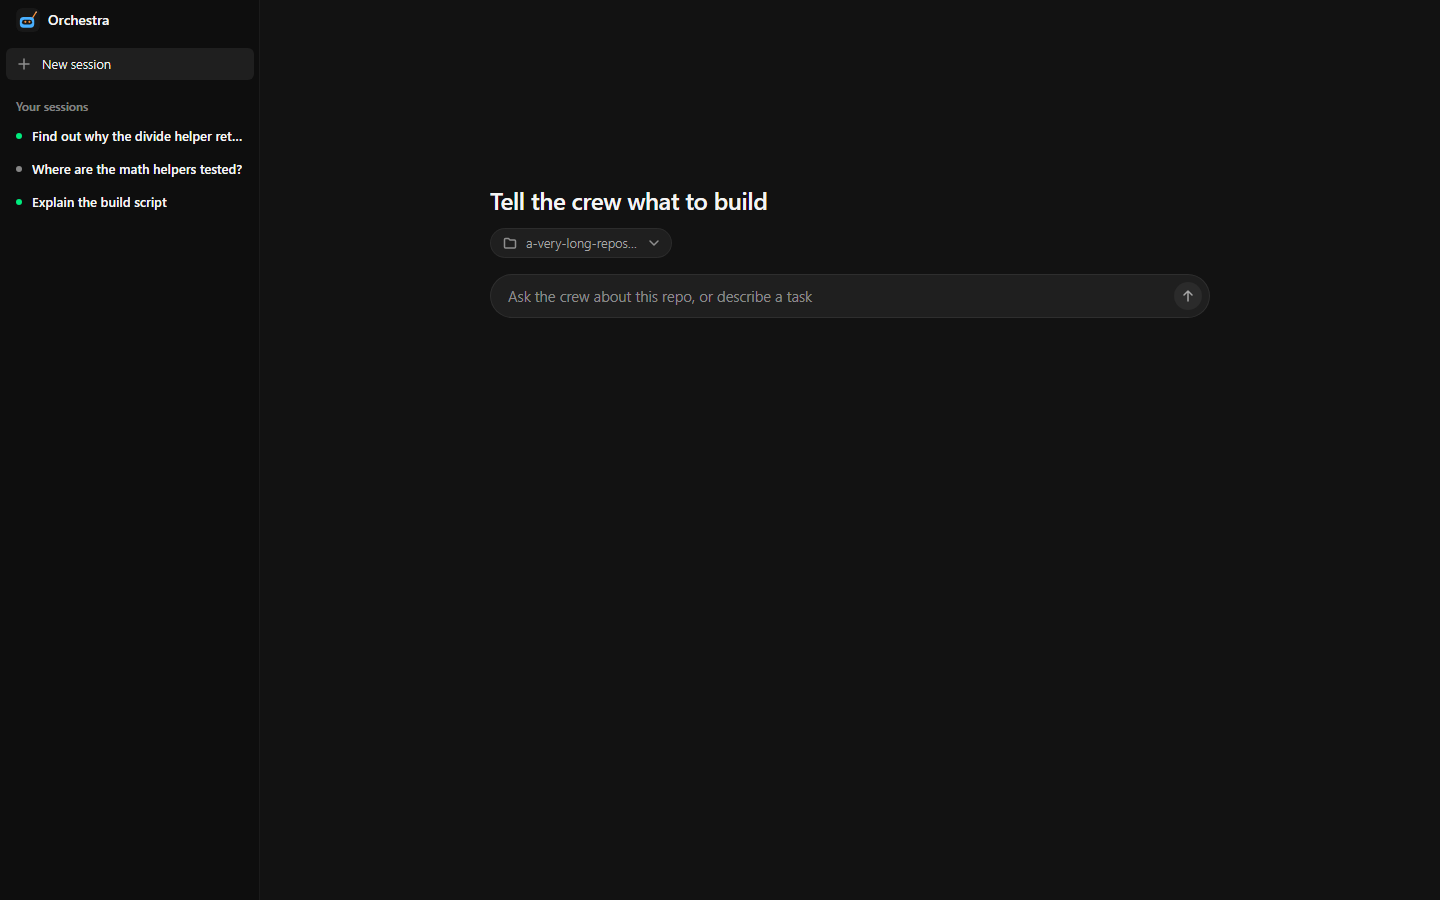 Orchestra
New session
Your sessions
Find out why the divide helper ret...
Where are the math helpers tested?
Explain the build script
Tell the crew what to build
a-very-long-repos...
Ask the crew about this repo, or describe a task